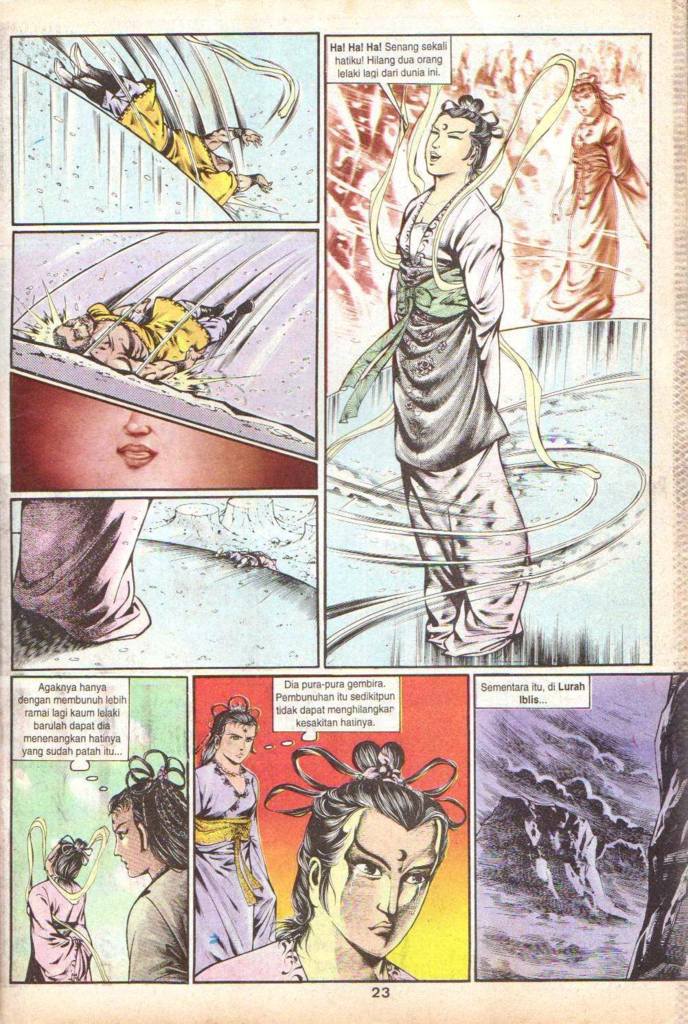 Ha! Ha! Ha! Senang sekali
hatiku! Hilang dua orang
lelaki lagi dari dunia ini.
Agaknya hanya
dengan membunuh lebih
ramai lagi kaum lelaki
barulah dapat dia
menenangkan hatinya
yang sudah patah itu...
Dia pura-pura gembira.
Pembunuhan itu sedikitpun
tidak dapat menghilangkan
kesakitan hatinya.
Sementara itu, di Lurah
Iblis...
23